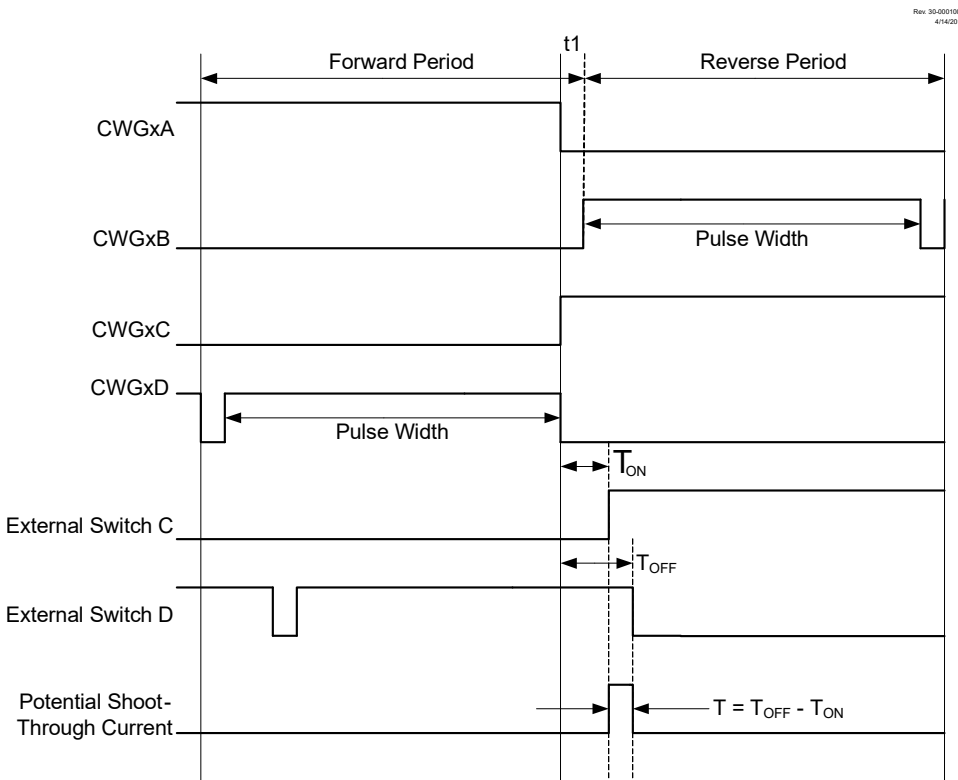 Rev. 30-000100
4/14/20
t1
Forward Period
Reverse Period
CWGxA
CWGxB
Pulse Width
CWGxC
CWGxD
Pulse Width
TON
External Switch C
TOFF
External Switch D
Potential Shoot-
Through Current
T = TOFF - TON